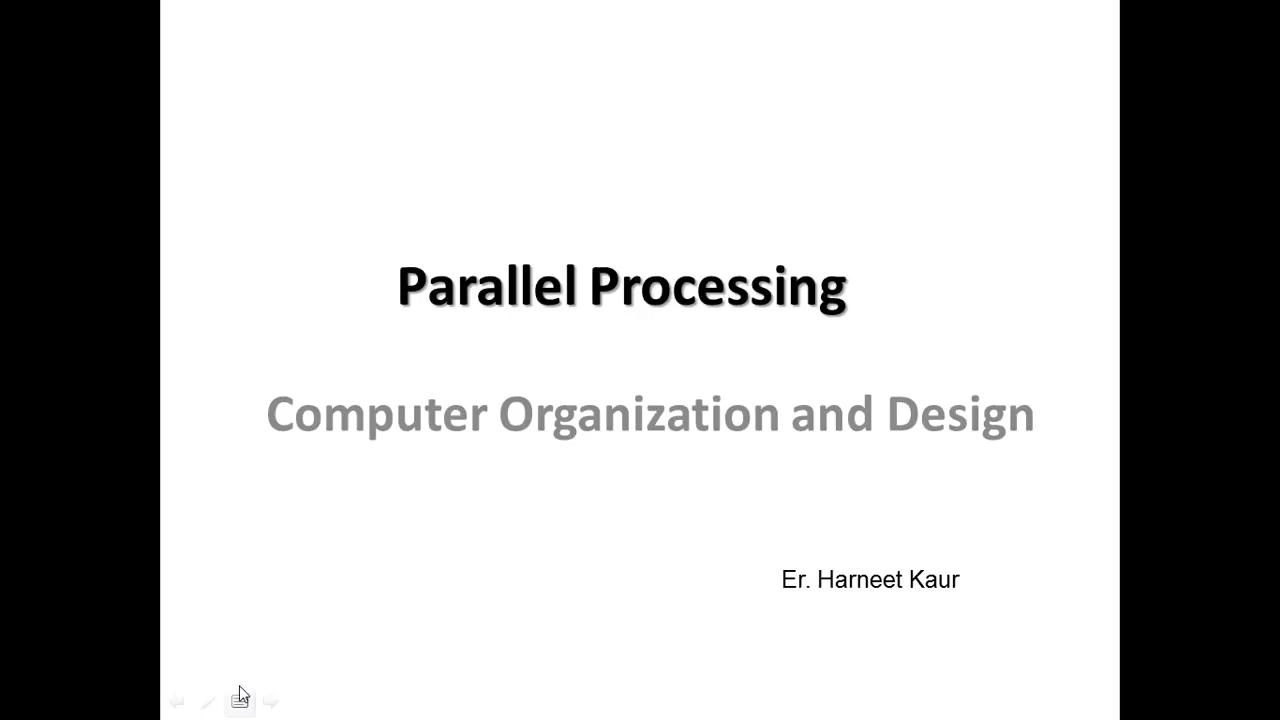 Parallel Processing
Computer Organization and Design
Er. Harneet Kaur